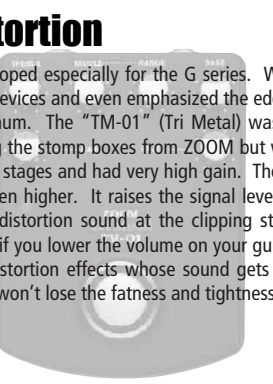 tortion
oped especially for the G series. W
evices and even emphasized the ed
num. The “TM-01” (Tri Metal) was
g the stomp boxes from ZOOM but w
stages and had very high gain. The
en higher. It raises the signal leve
distortion sound at the clipping st
if you lower the volume on your gu
stortion effects whose sound gets
won’t lose the fatness and tightness